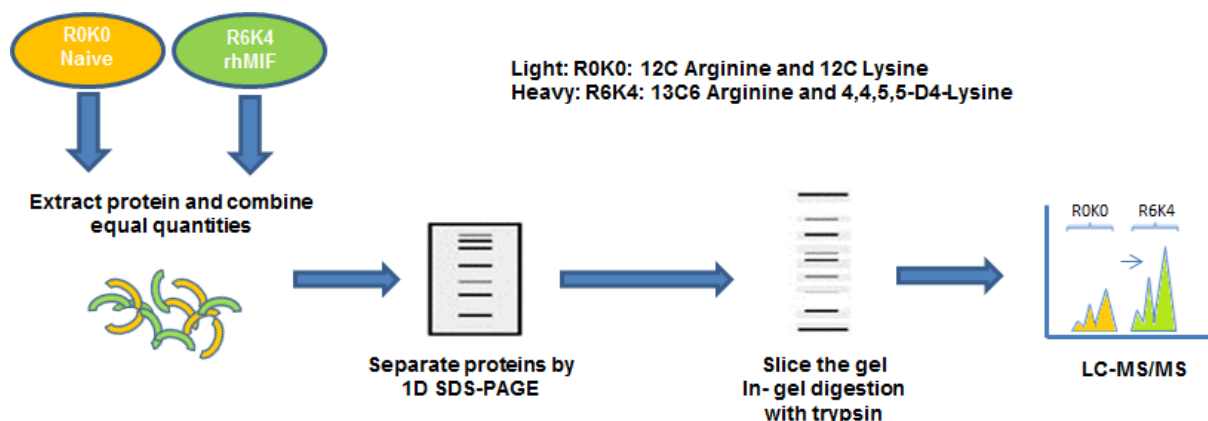 R0K0
Naive
R6K4
rhMIF
Light: R0K0: 12C Arginine and 12C Lysine
Heavy: R6K4: 13C6 Arginine and 4,4,5,5-D4-Lysine
Extract protein and combine
equal quantities
R0K0
R6K4
Separate proteins by
1D SDS-PAGE
Slice the gel
In- gel digestion
with trypsin
LC-MS/MS